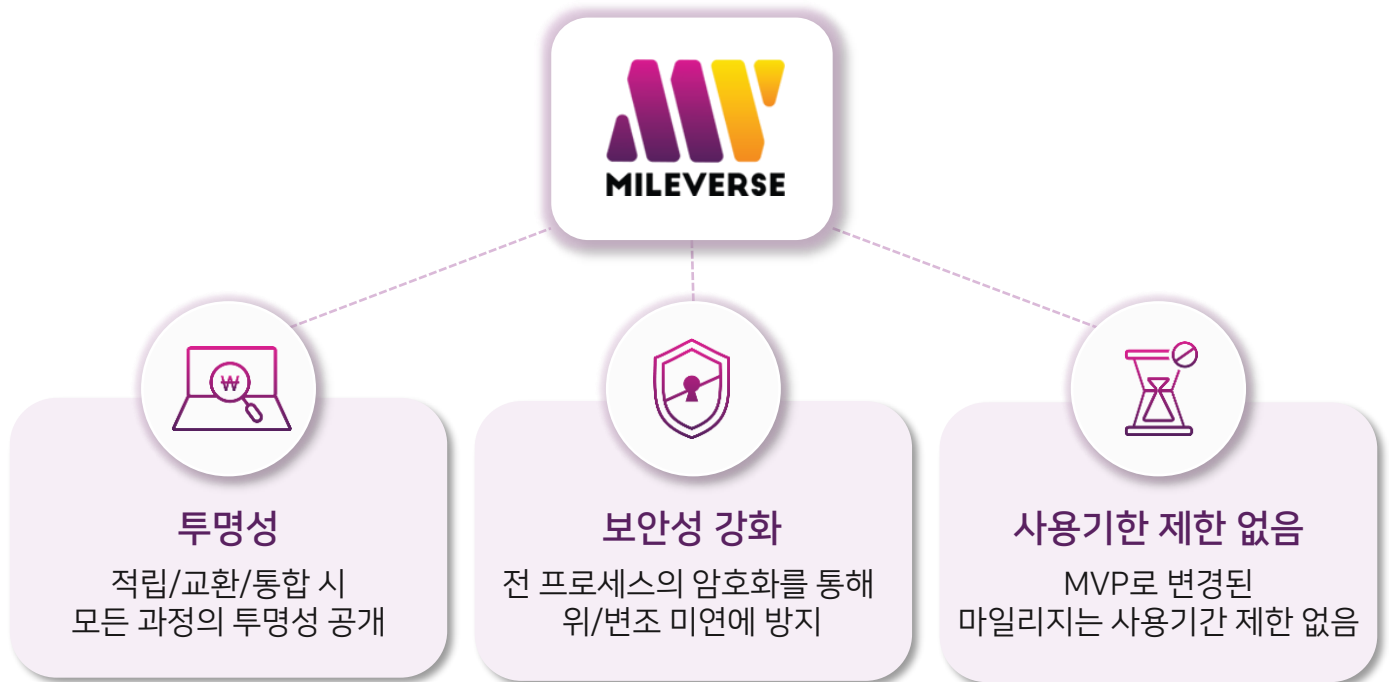 MILEVERSE
투명성
적립/교환/통합 시
모든 과정의 투명성 공개
보안성 강화
전 프로세스의 암호화를 통해
위/변조 미연에 방지
사용기한 제한 없음
MVP로 변경된
마일리지는 사용기간 제한 없음